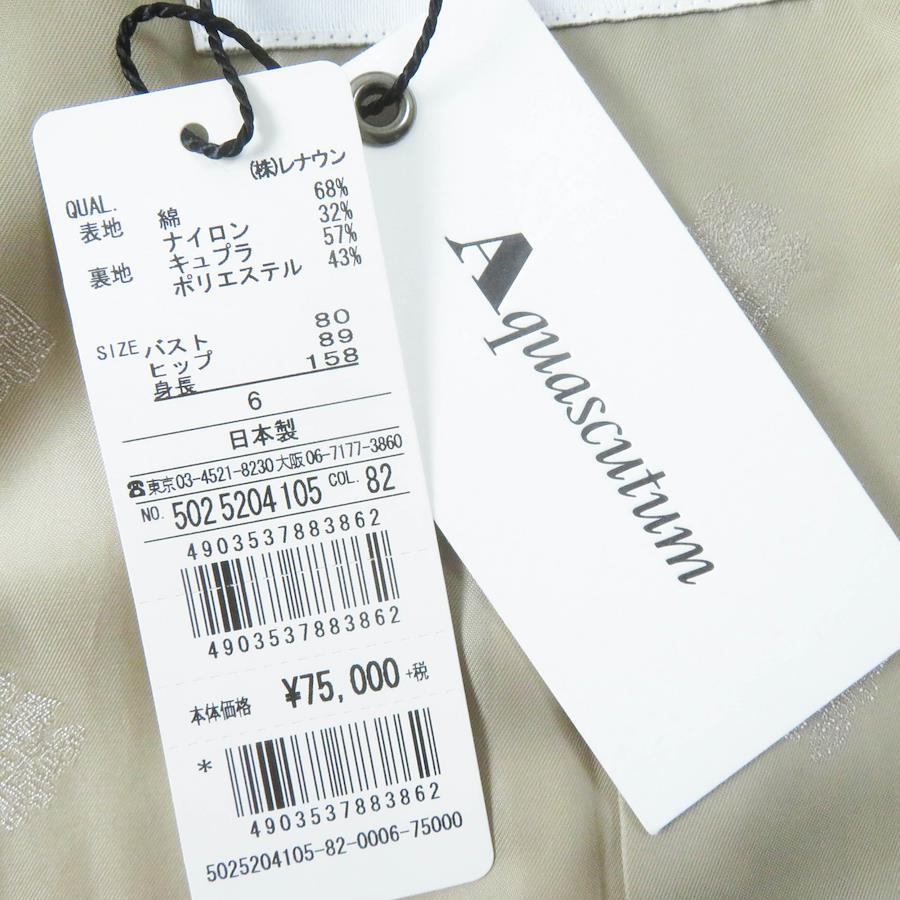 (株)レナウン
QUAL.
表地 綿 68%
ナイロン 32%
裏地 キュプラ 57%
ポリエステル 43%
SIZE バスト 80
ヒップ 89
身長 158
6
日本製
☎東京03-4521-8230 大阪06-7177-3860
NO. 502 5204 105 COL. 82
4903537883862
4903537883862
本体価格 ¥75,000 +税
*
4903537883862
5025204105-82-0006-75000
Aquascutum